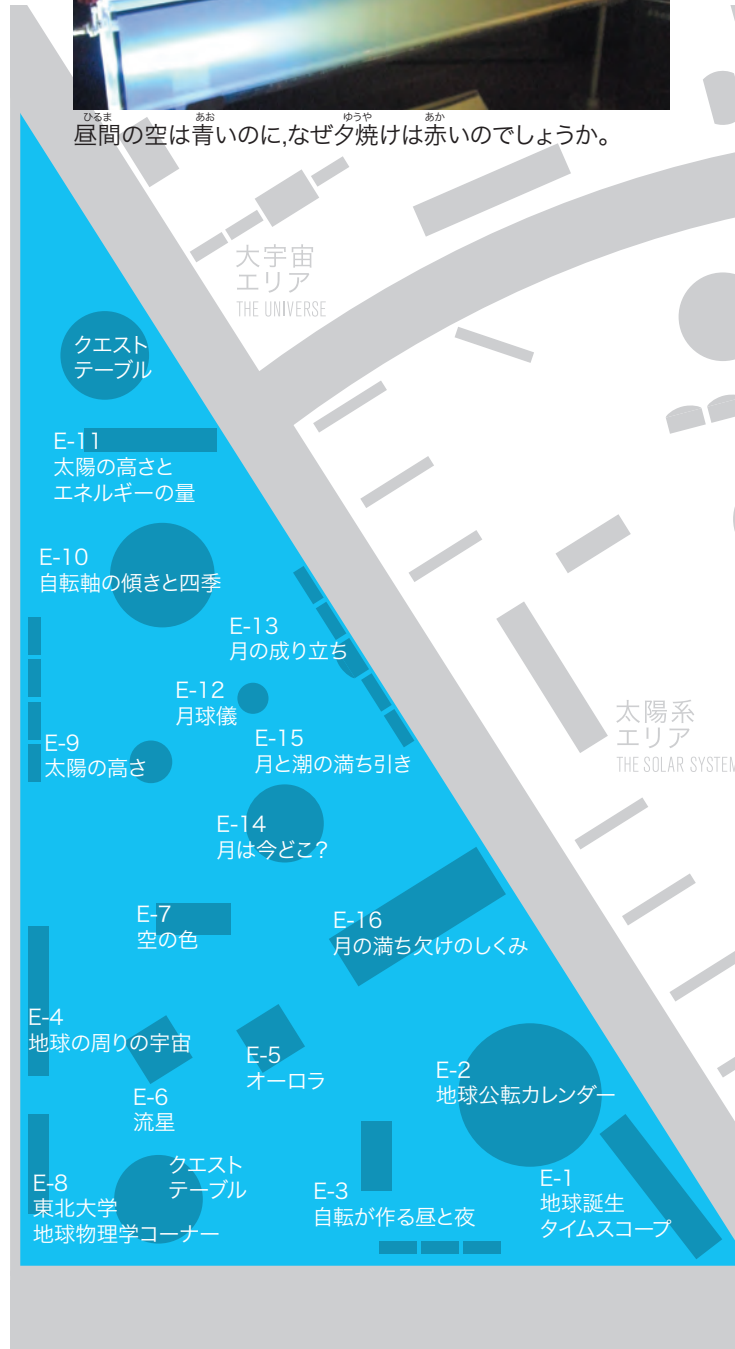 昼間の空は青いのに,なぜ夕焼けは赤いのでしょうか。
ひるま
あお
ゆうや
あか
大宇宙
エリア
THE UNIVERSE
クエスト
テーブル
E-11
太陽の高さと
エネルギーの量
E-10
自転軸の傾きと四季
E-13
月の成り立ち
E-12
月球儀
E-15
月と潮の満ち引き
E-9
太陽の高さ
太陽系
エリア
THE SOLAR SYSTEM
E-14
月は今どこ?
E-7
空の色
E-16
月の満ち欠けのしくみ
E-4
地球の周りの宇宙
E-5
オーロラ
E-6
流星
E-2
地球公転カレンダー
クエスト
テーブル
E-8
東北大学
地球物理学コーナー
E-3
自転が作る昼と夜
E-1
地球誕生
タイムスコープ